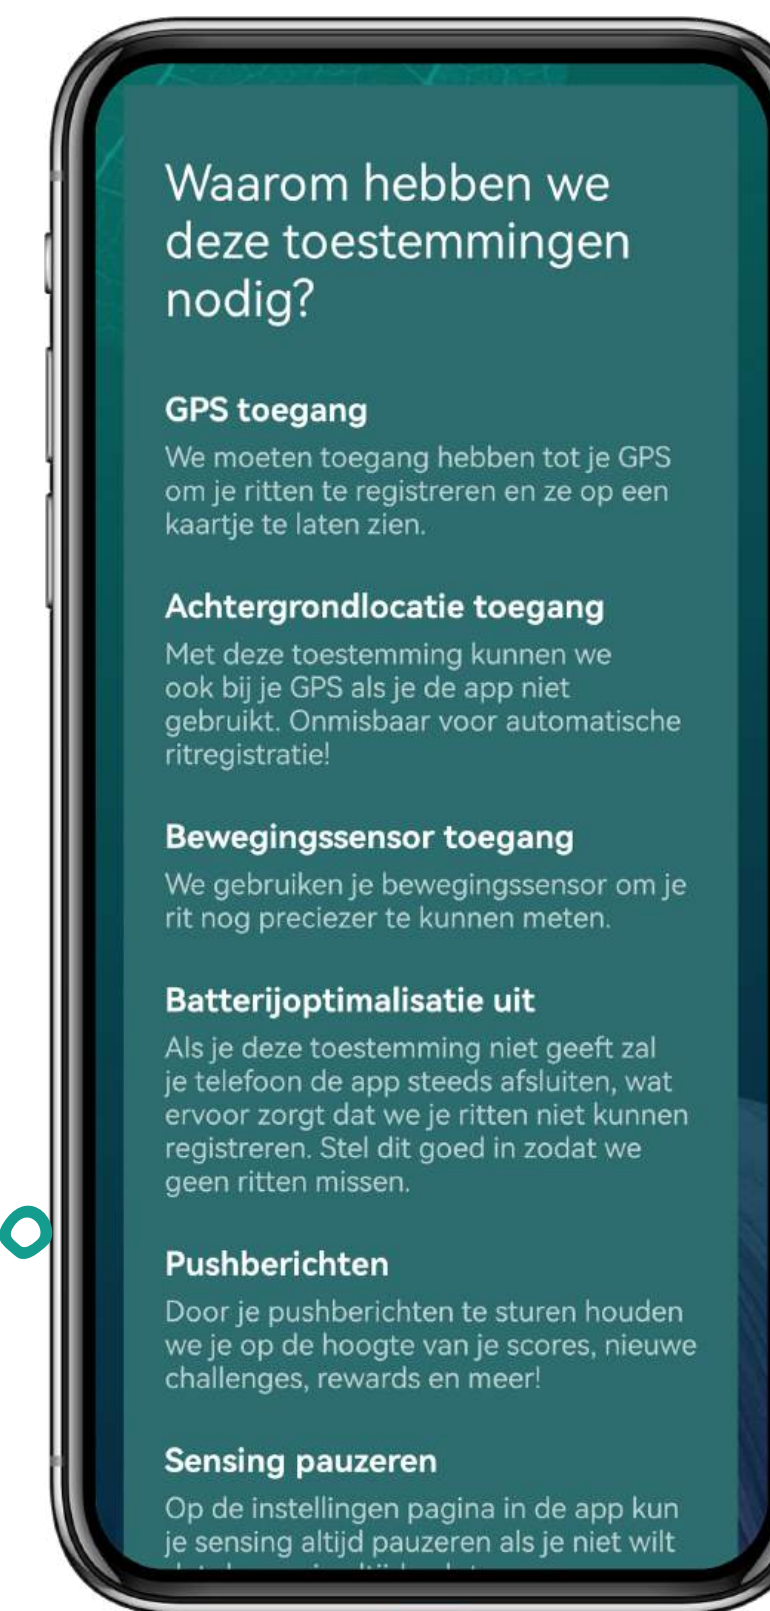 Waarom hebben we
deze toestemmingen
nodig?
GPS toegang
We moeten toegang hebben tot je GPS
om je ritten te registreren en ze op een
kaartje te laten zien.
Achtergrondlocatie toegang
Met deze toestemming kunnen we
ook bij je GPS als je de app niet
gebruikt. Onmisbaar voor automatische
ritregistratie!
Bewegingssensor toegang
We gebruiken je bewegingssensor om je
rit nog preciezer te kunnen meten.
Batterijoptimalisatie uit
Als je deze toestemming niet geeft zal
je telefoon de app steeds afsluiten, wat
ervoor zorgt dat we je ritten niet kunnen
registreren. Stel dit goed in zodat we
geen ritten missen.
Pushberichten
Door je pushberichten te sturen houden
we je op de hoogte van je scores, nieuwe
challenges, rewards en meer!
Sensing pauzeren
Op de instellingen pagina in de app kun
je sensing altijd pauzeren als je niet wilt